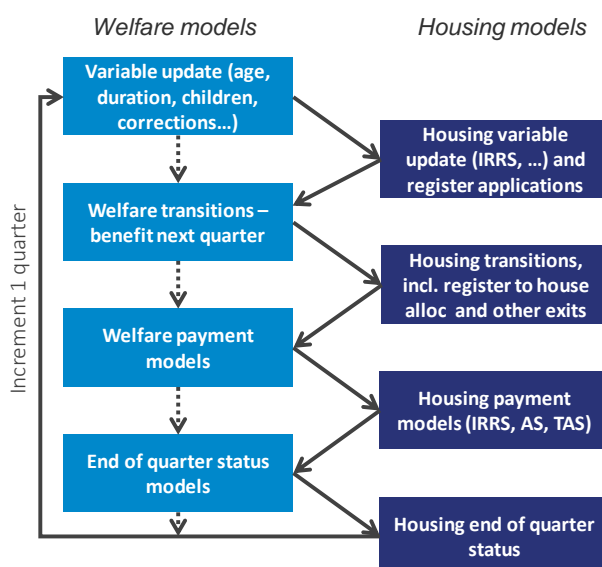 Welfare models
Housing models
Variable update (age,
duration, children,
corrections…)
Housing variable
update (IRRS, …) and
register applications
Welfare transitions –
benefit next quarter
Housing transitions,
incl. register to house
alloc and other exits
Increment 1 quarter
Welfare payment
models
Housing payment
models (IRRS, AS, TAS)
End of quarter status
models
Housing end of quarter
status